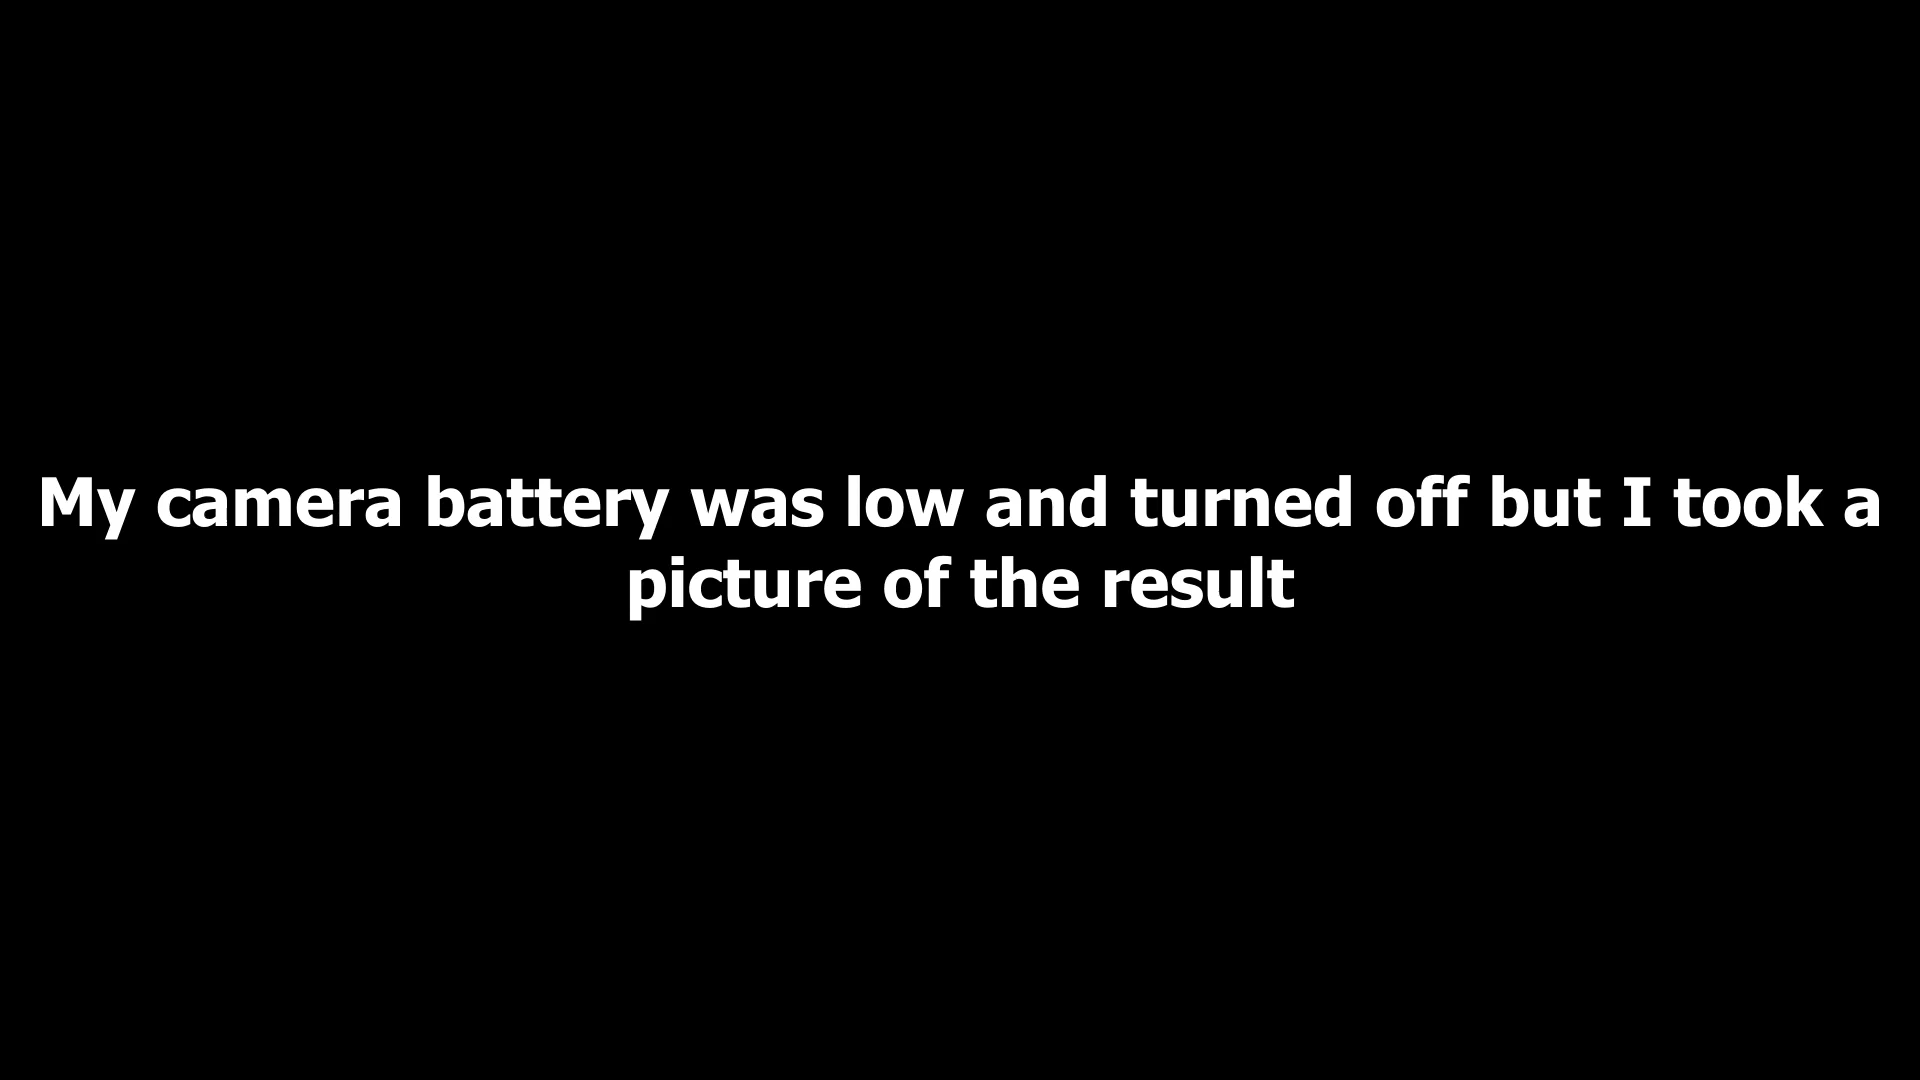 My camera battery was low and turned off but I took a
picture of the result